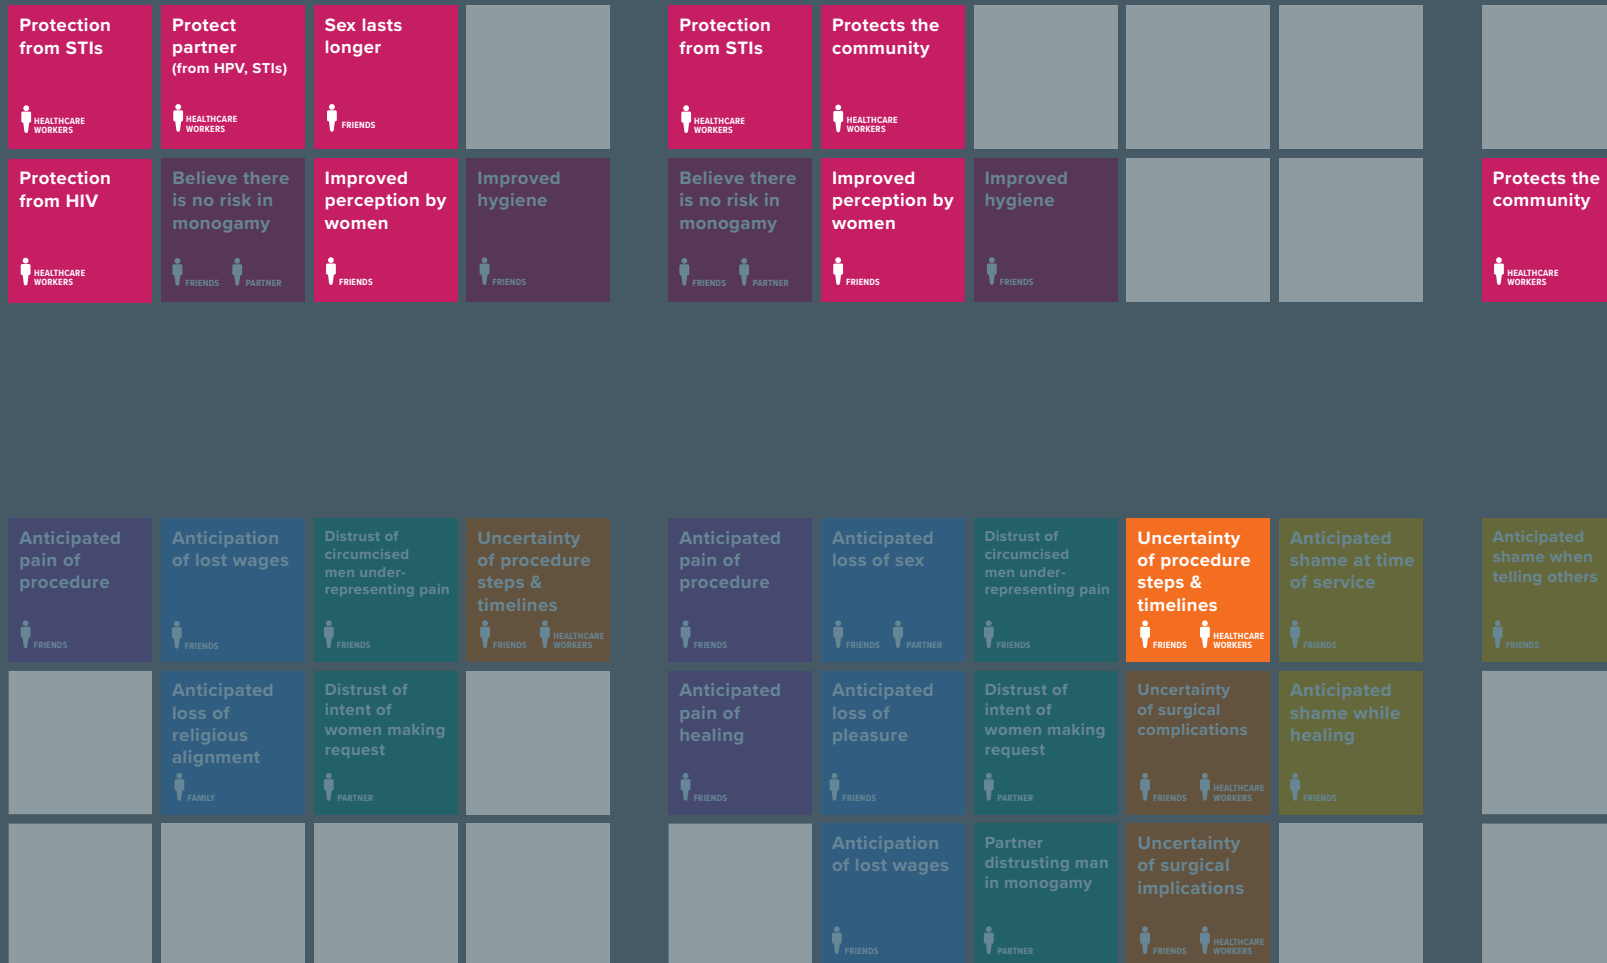 Protection
from STIs
HEALTHCARE
WORKERS
Protect
partner
(from HPV, STIs)
HEALTHCARE
WORKERS
Sex lasts
longer
FRIENDS
Protection
from STIs
HEALTHCARE
WORKERS
Protects the
community
HEALTHCARE
WORKERS
Protection
from HIV
HEALTHCARE
WORKERS
Believe there
is no risk in
monogamy
FRIENDS PARTNER
Improved
perception by
women
FRIENDS
Improved
hygiene
FRIENDS
Believe there
is no risk in
monogamy
FRIENDS PARTNER
Improved
perception by
women
FRIENDS
Improved
hygiene
FRIENDS
Protects the
community
HEALTHCARE
WORKERS
Anticipated
pain of
procedure
FRIENDS
Anticipation
of lost wages
FRIENDS
Distrust of
circumcised
men under-
representing pain
FRIENDS
Uncertainty
of procedure
steps &
timelines
FRIENDS HEALTHCARE
WORKERS
Anticipated
pain of
procedure
FRIENDS
Anticipated
loss of sex
FRIENDS PARTNER
Distrust of
circumcised
men under-
representing pain
FRIENDS
Uncertainty
of procedure
steps &
timelines
FRIENDS HEALTHCARE
WORKERS
Anticipated
shame at time
of service
FRIENDS
Anticipated
shame when
telling others
FRIENDS
Anticipated
loss of
religious
alignment
FAMILY
Distrust of
intent of
women making
request
PARTNER
Anticipated
pain of
healing
FRIENDS
Anticipated
loss of
pleasure
FRIENDS
Distrust of
intent of
women making
request
PARTNER
Uncertainty
of surgical
complications
FRIENDS HEALTHCARE
WORKERS
Anticipated
shame while
healing
FRIENDS
Anticipation
of lost wages
FRIENDS
Partner
distrusting man
in monogamy
PARTNER
Uncertainty
of surgical
implications
FRIENDS HEALTHCARE
WORKERS